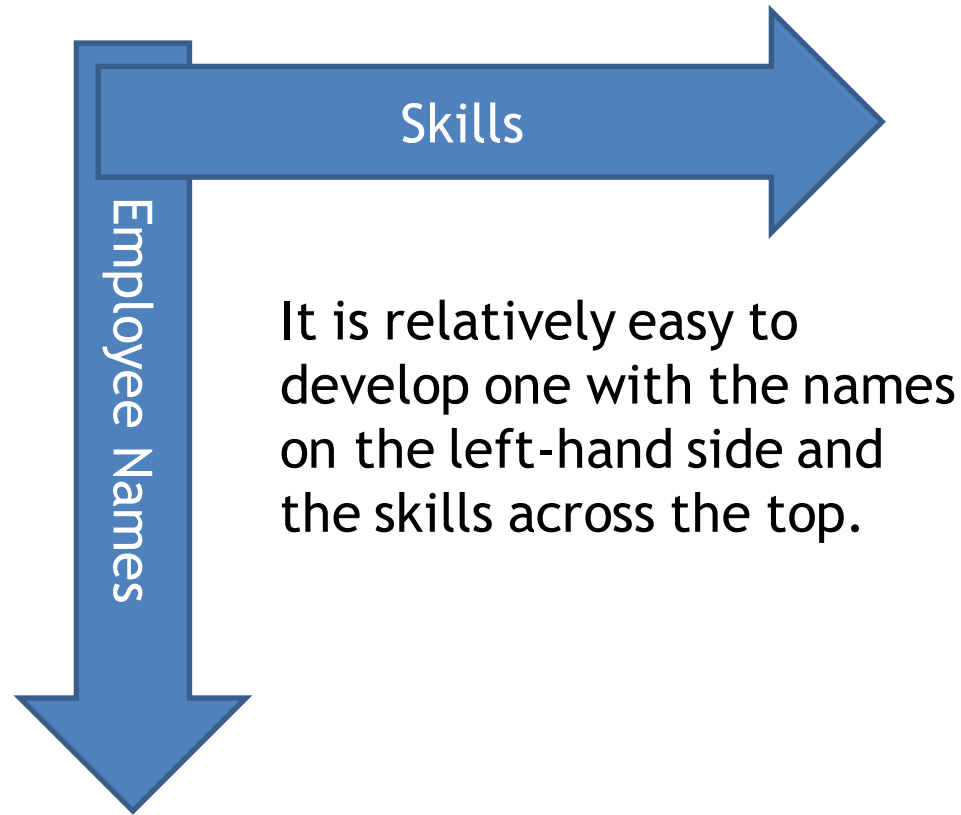 Skills
Employee Names
It is relatively easy to
develop one with the names
on the left-hand side and
the skills across the top.